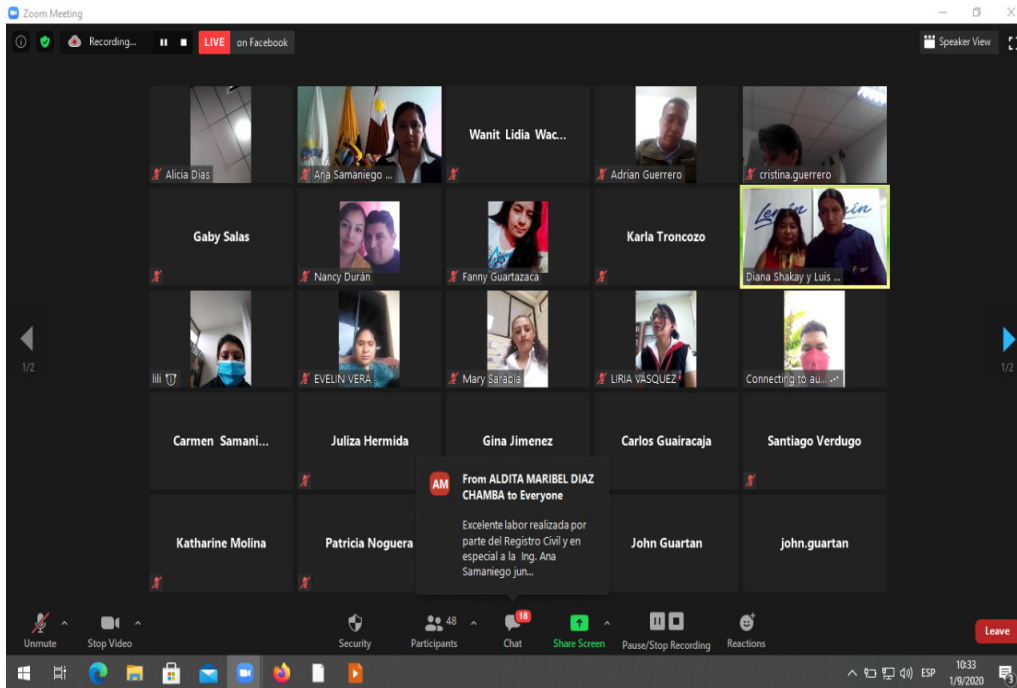 Zoom Meeting
Recording...
LIVE on Facebook
Speaker View
Alicia Dias
Ana Samaniego ...
Wanit Lidia Wac...
Adrian Guerrero
cristina.guerrero
Gaby Salas
Nancy Durán
Fanny Guartazaca
Karla Troncozo
Lenín
Diana Shakay y Luis ...
1/2
lili
EVELIN VERA
Mary Sarabia
LIRIA VÁSQUEZ
Connecting to au...
1/2
Carmen Samani...
Juliza Hermida
Gina Jimenez
Carlos Guairacaja
Santiago Verdugo
AM
From ALDITA MARIBEL DIAZ
CHAMBA to Everyone
Excelente labor realizada por
parte del Registro Civil y en
especial a la Ing. Ana
Samaniego jun...
Katharine Molina
Patricia Noguera
John Guartan
john.guartan
Unmute
Stop Video
Security
48
Participants
18
Chat
Share Screen
Pause/Stop Recording
Reactions
Leave
ESP
10:33
1/9/2020
3